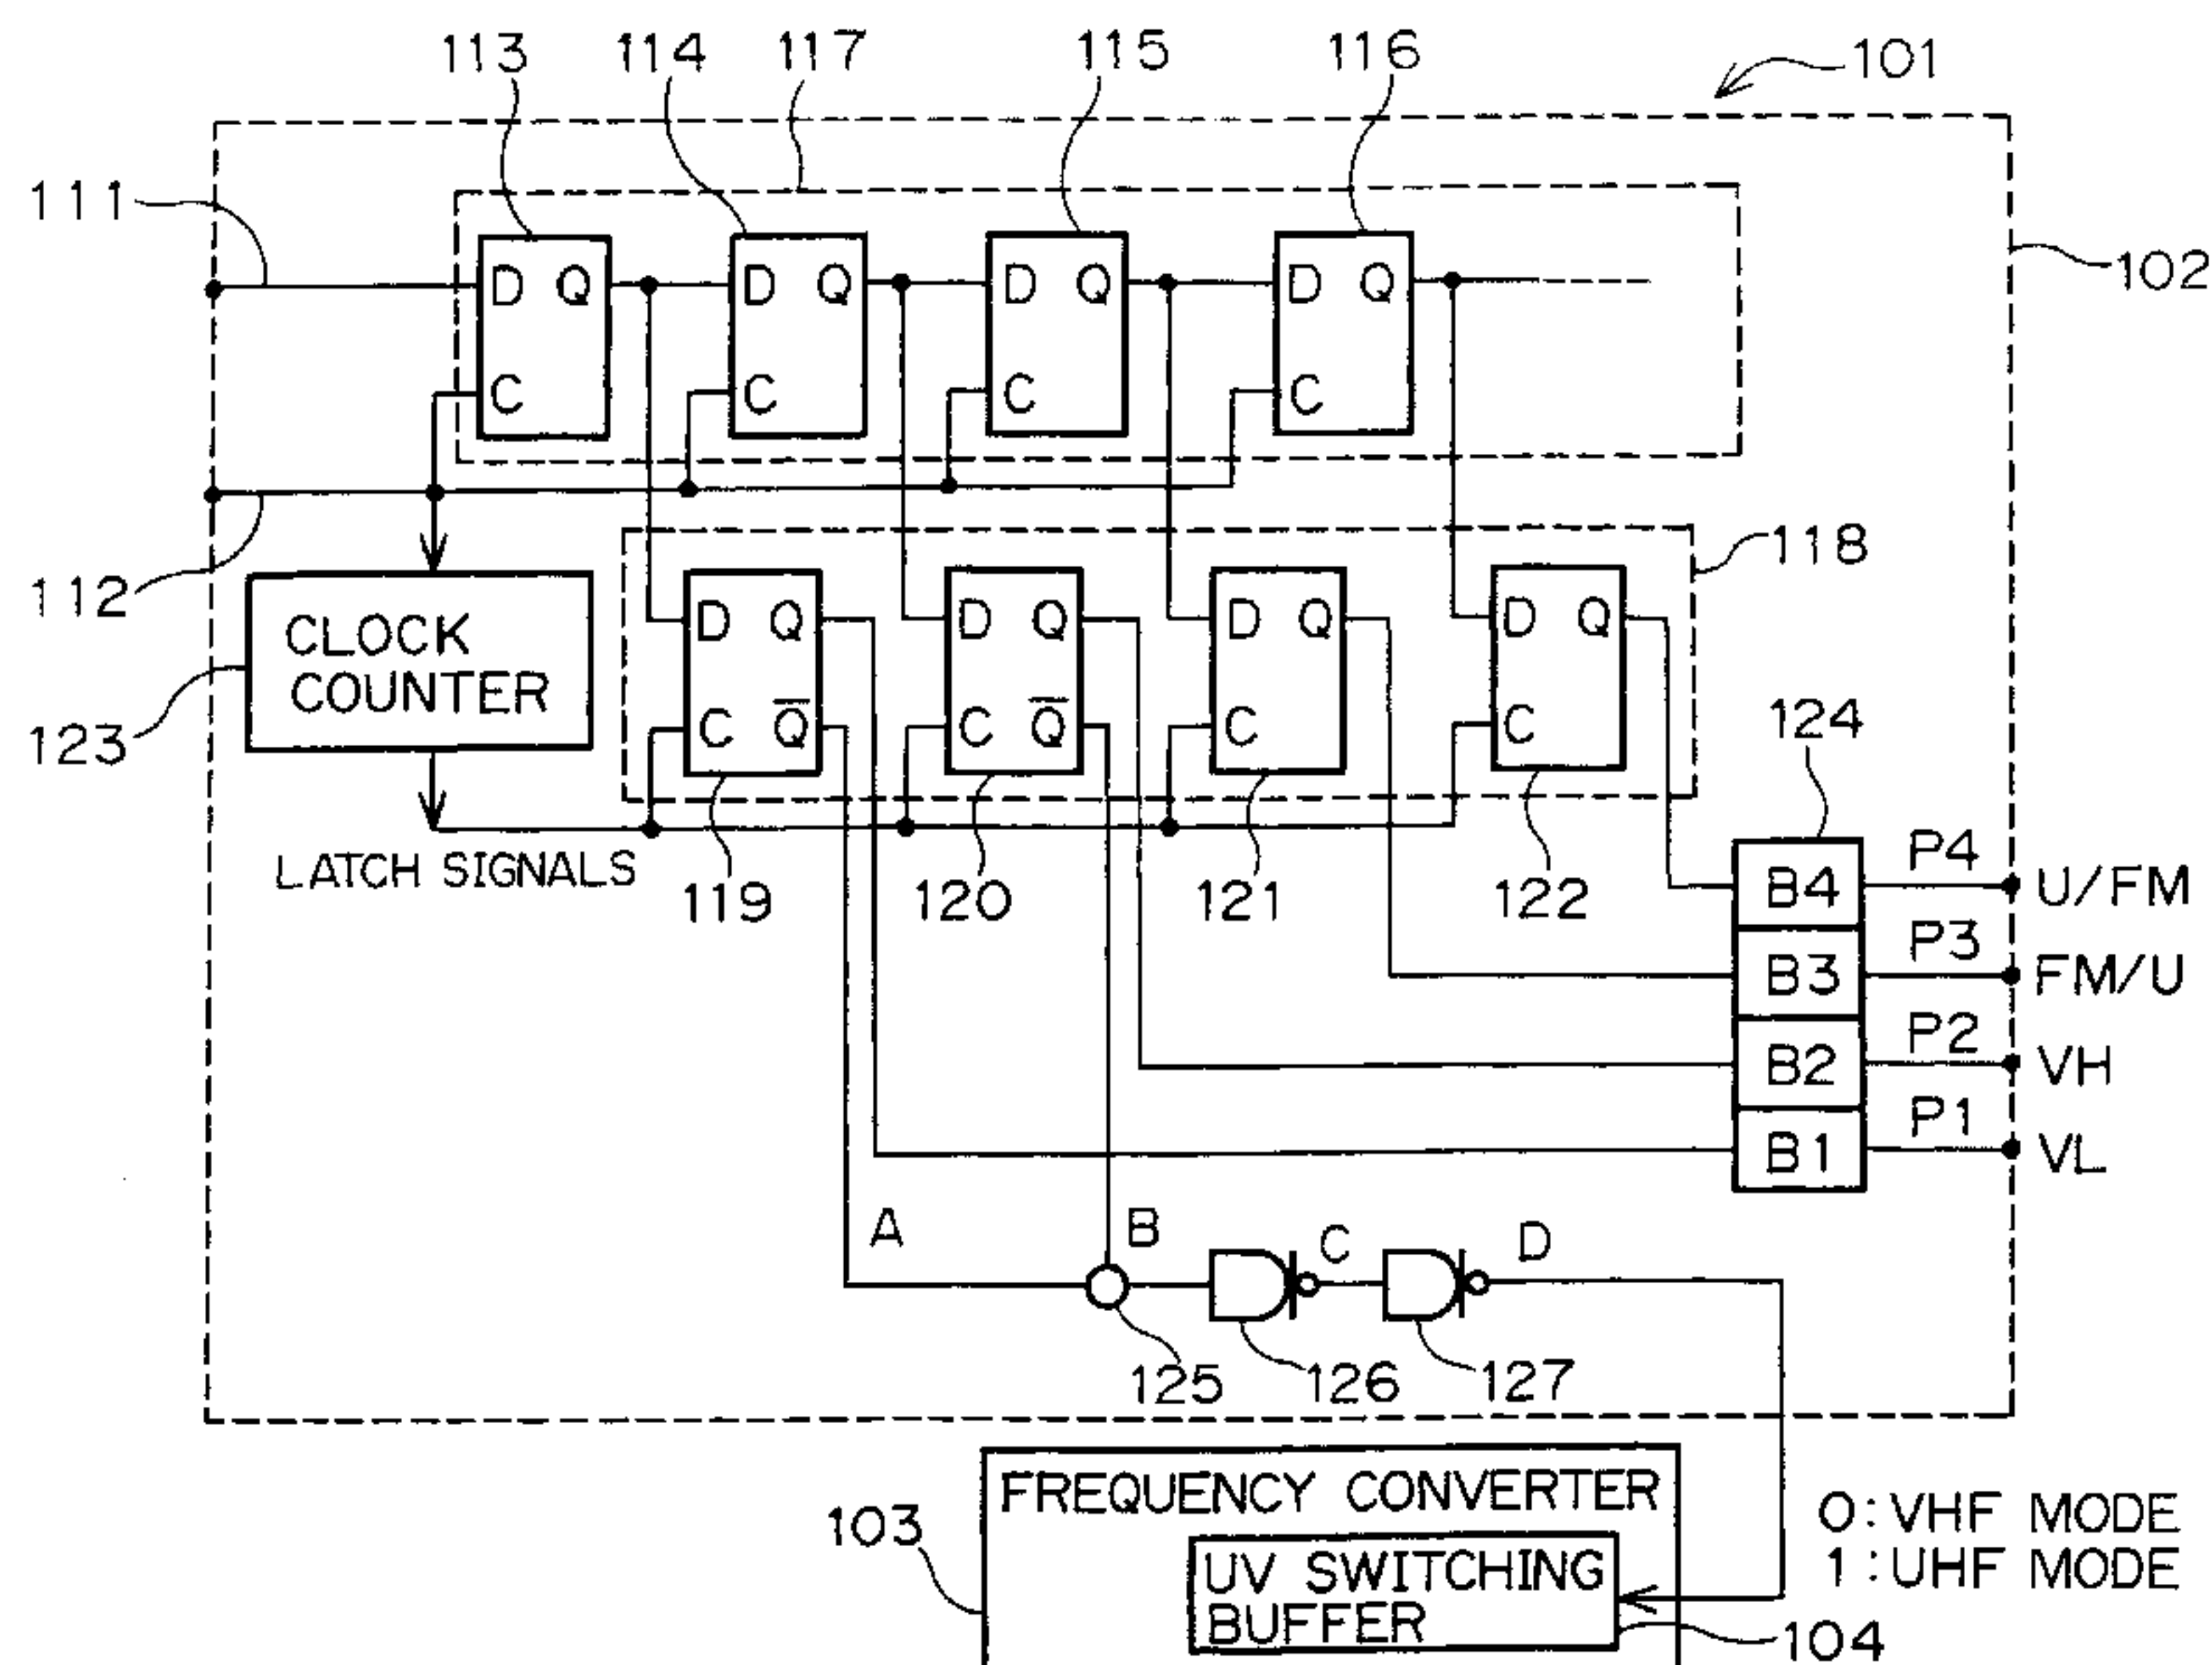 113 114 117 115 116 101
111
D Q D Q D Q D Q
102
C C C C
118
112
CLOCK
COUNTER
D Q D Q D Q D Q
C Q̅ C Q̅ C C
123
124
LATCH SIGNALS
119 120 121 122
B4 P4 U/FM
B3 P3 FM/U
B2 P2 VH
B1 P1 VL
A B C D
125 126 127
FREQUENCY CONVERTER
103
UV SWITCHING
BUFFER
0: VHF MODE
1: UHF MODE
104